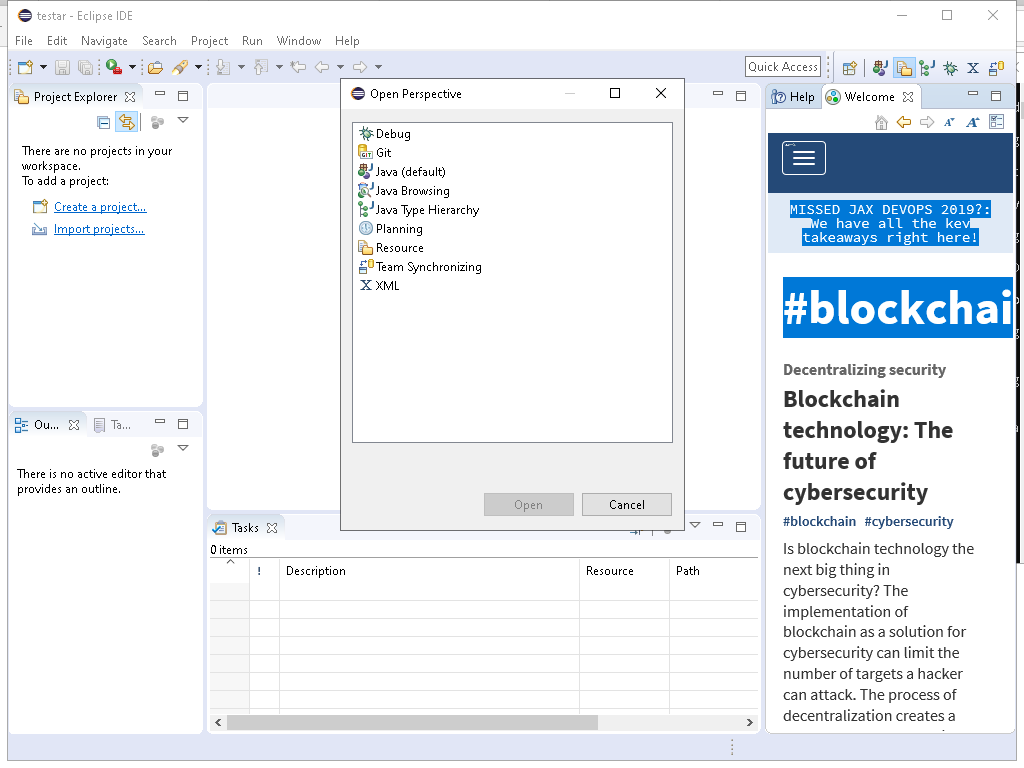 testar - Eclipse IDE
File Edit Navigate Search Project Run Window Help
Quick Access
Project Explorer
There are no projects in your
workspace.
To add a project:
Create a project...
Import projects...
Ou...
Ta...
There is no active editor that
provides an outline.
Open Perspective
Debug
Git
Java (default)
Java Browsing
Java Type Hierarchy
Planning
Resource
Team Synchronizing
X XML
Open
Cancel
Tasks
0 items
! Description Resource Path
Help
Welcome
MISSED JAX DEVOPS 2019?:
We have all the key
takeaways right here!
#blockchai
Decentralizing security
Blockchain
technology: The
future of
cybersecurity
#blockchain #cybersecurity
Is blockchain technology the
next big thing in
cybersecurity? The
implementation of
blockchain as a solution for
cybersecurity can limit the
number of targets a hacker
can attack. The process of
decentralization creates a